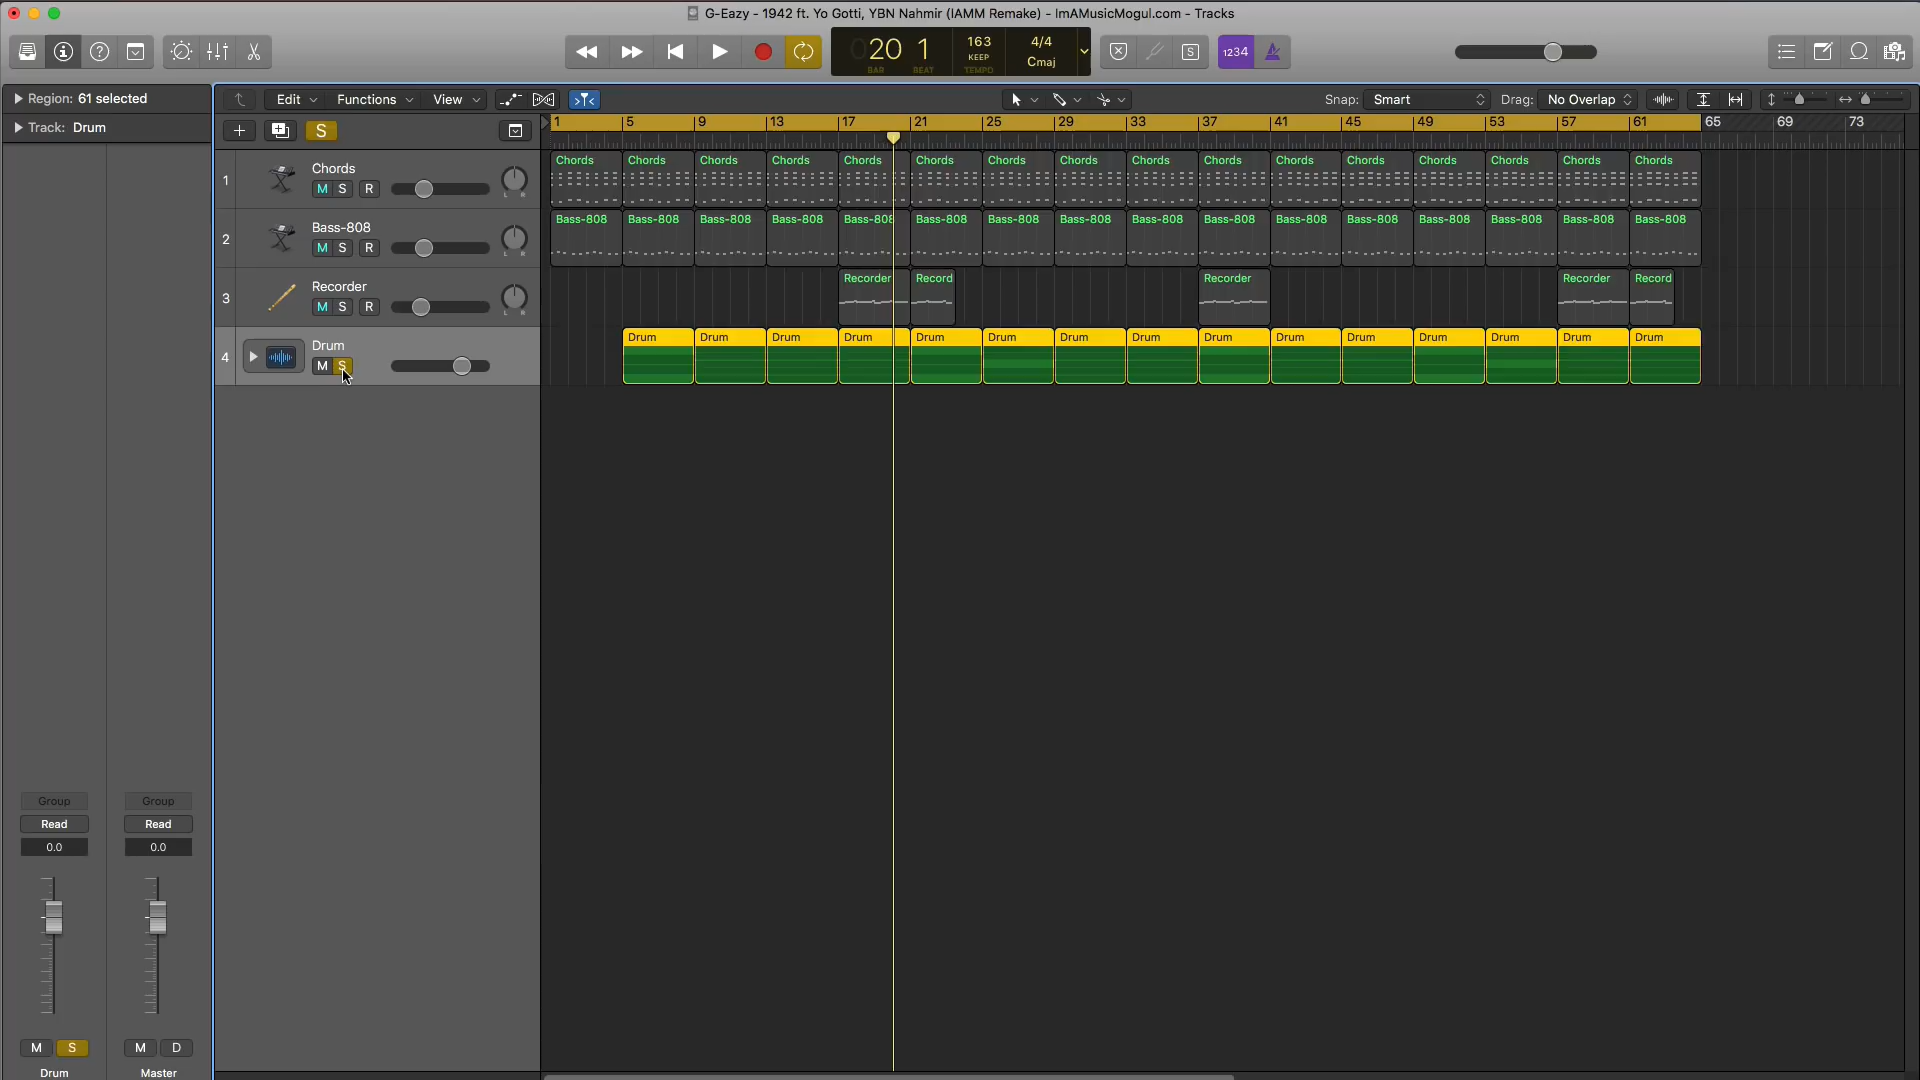 G-Eazy - 1942 ft. Yo Gotti, YBN Nahmir (IAMM Remake) - ImAMusicMogul.com - Tracks
20 1
BAR BEAT
163
KEEP
TEMPO
4/4
Cmaj
S
1234
Region: 61 selected
Edit Functions View
Snap: Smart
Drag: No Overlap
Track: Drum
S
1 5 9 13 17 21 25 29 33 37 41 45 49 53 57 61 65 69 73
1
Chords
M S R
Chords Chords Chords Chords Chords Chords Chords Chords Chords Chords Chords Chords Chords Chords Chords Chords
2
Bass-808
M S R
L R
Bass-808 Bass-808 Bass-808 Bass-808 Bass-808 Bass-808 Bass-808 Bass-808 Bass-808 Bass-808 Bass-808 Bass-808 Bass-808 Bass-808 Bass-808 Bass-808
3
Recorder
M S R
L R
Recorder Record Recorder Recorder Record
4
Drum
M S
Drum Drum Drum Drum Drum Drum Drum Drum Drum Drum Drum Drum Drum Drum Drum
Group Group
Read Read
0.0 0.0
M S M D
Drum Master